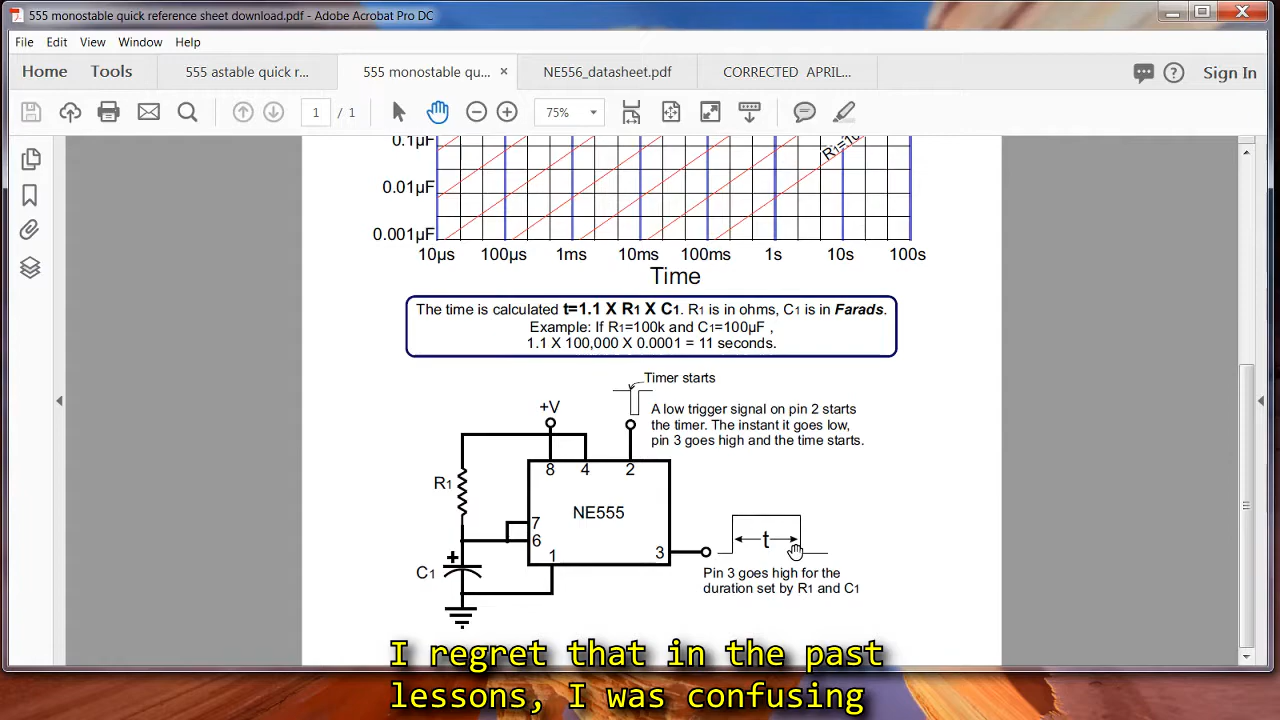 555 monostable quick reference sheet download.pdf - Adobe Acrobat Pro DC
File Edit View Window Help
Home Tools 555 astable quick r... 555 monostable qu... × NE556_datasheet.pdf CORRECTED APRIL... ? Sign In
1 / 1 75%
0.1µF
0.01µF
0.001µF
10µs 100µs 1ms 10ms 100ms 1s 10s 100s
Time
The time is calculated t=1.1 X R1 X C1. R1 is in ohms, C1 is in Farads.
Example: If R1=100k and C1=100µF ,
1.1 X 100,000 X 0.0001 = 11 seconds.
Timer starts
+V
A low trigger signal on pin 2 starts
the timer. The instant it goes low,
pin 3 goes high and the time starts.
8 4 2
R1
NE555
7
6
1
3
t
C1
+
Pin 3 goes high for the
duration set by R1 and C1
I regret that in the past
lessons, I was confusing